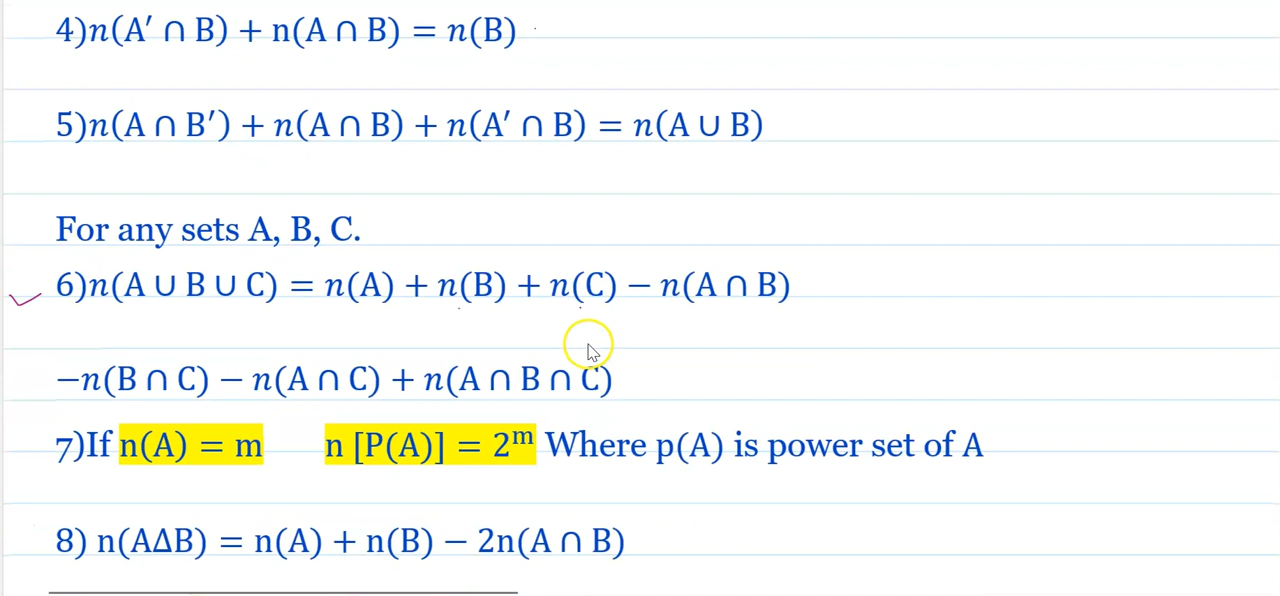 4)n(A′ ∩ B) + n(A ∩ B) = n(B)
5)n(A ∩ B′) + n(A ∩ B) + n(A′ ∩ B) = n(A ∪ B)
For any sets A, B, C.
6)n(A ∪ B ∪ C) = n(A) + n(B) + n(C) − n(A ∩ B)
−n(B ∩ C) − n(A ∩ C) + n(A ∩ B ∩ C)
7)If n(A) = m n [P(A)] = 2ᵐ Where p(A) is power set of A
8) n(AΔB) = n(A) + n(B) − 2n(A ∩ B)